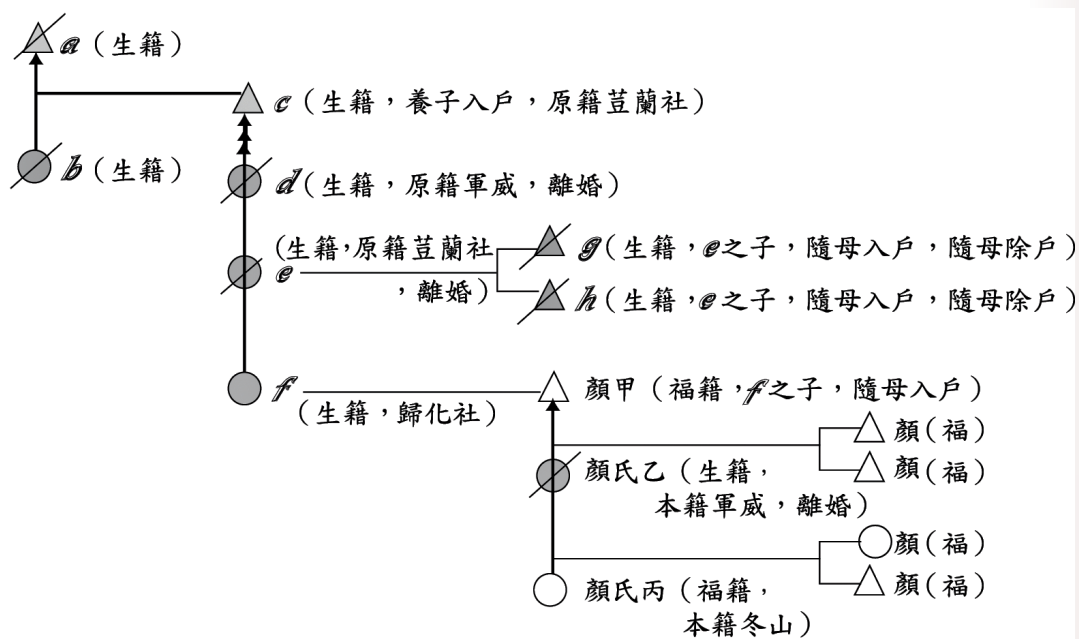 a（生籍）
c（生籍，養子入戶，原籍荳蘭社）
b（生籍）
d（生籍，原籍軍威，離婚）
（生籍，原籍荳蘭社
e
，離婚）
g（生籍，e之子，隨母入戶，隨母除戶）
h（生籍，e之子，隨母入戶，隨母除戶）
f
（生籍，歸化社）
顏甲（福籍，f之子，隨母入戶）
顏（福）
顏（福）
顏氏乙（生籍，
本籍軍威，離婚）
顏（福）
顏（福）
顏氏丙（福籍，
本籍冬山）